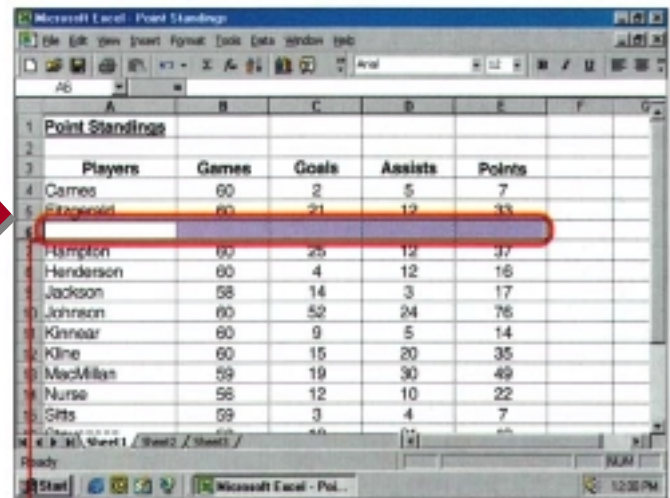 Microsoft Excel - Point Standings
File Edit View Insert Format Tools Data Window Help
Arial 12 B I U
A6 =
A B C D E F G
1 Point Standings
2
3 Players Games Goals Assists Points
4 Carnes 60 2 5 7
5 Fitzgerald 60 21 12 33
6
7 Hampton 60 25 12 37
8 Henderson 60 4 12 16
9 Jackson 58 14 3 17
10 Johnson 60 52 24 76
11 Kinnear 60 9 5 14
12 Kline 60 15 20 35
13 MacMillan 59 19 30 49
14 Nurse 56 12 10 22
15 Sitts 59 3 4 7
Sheet1 / Sheet2 / Sheet3 /
Ready NUM
Start Microsoft Excel - Poi... 12:00 PM